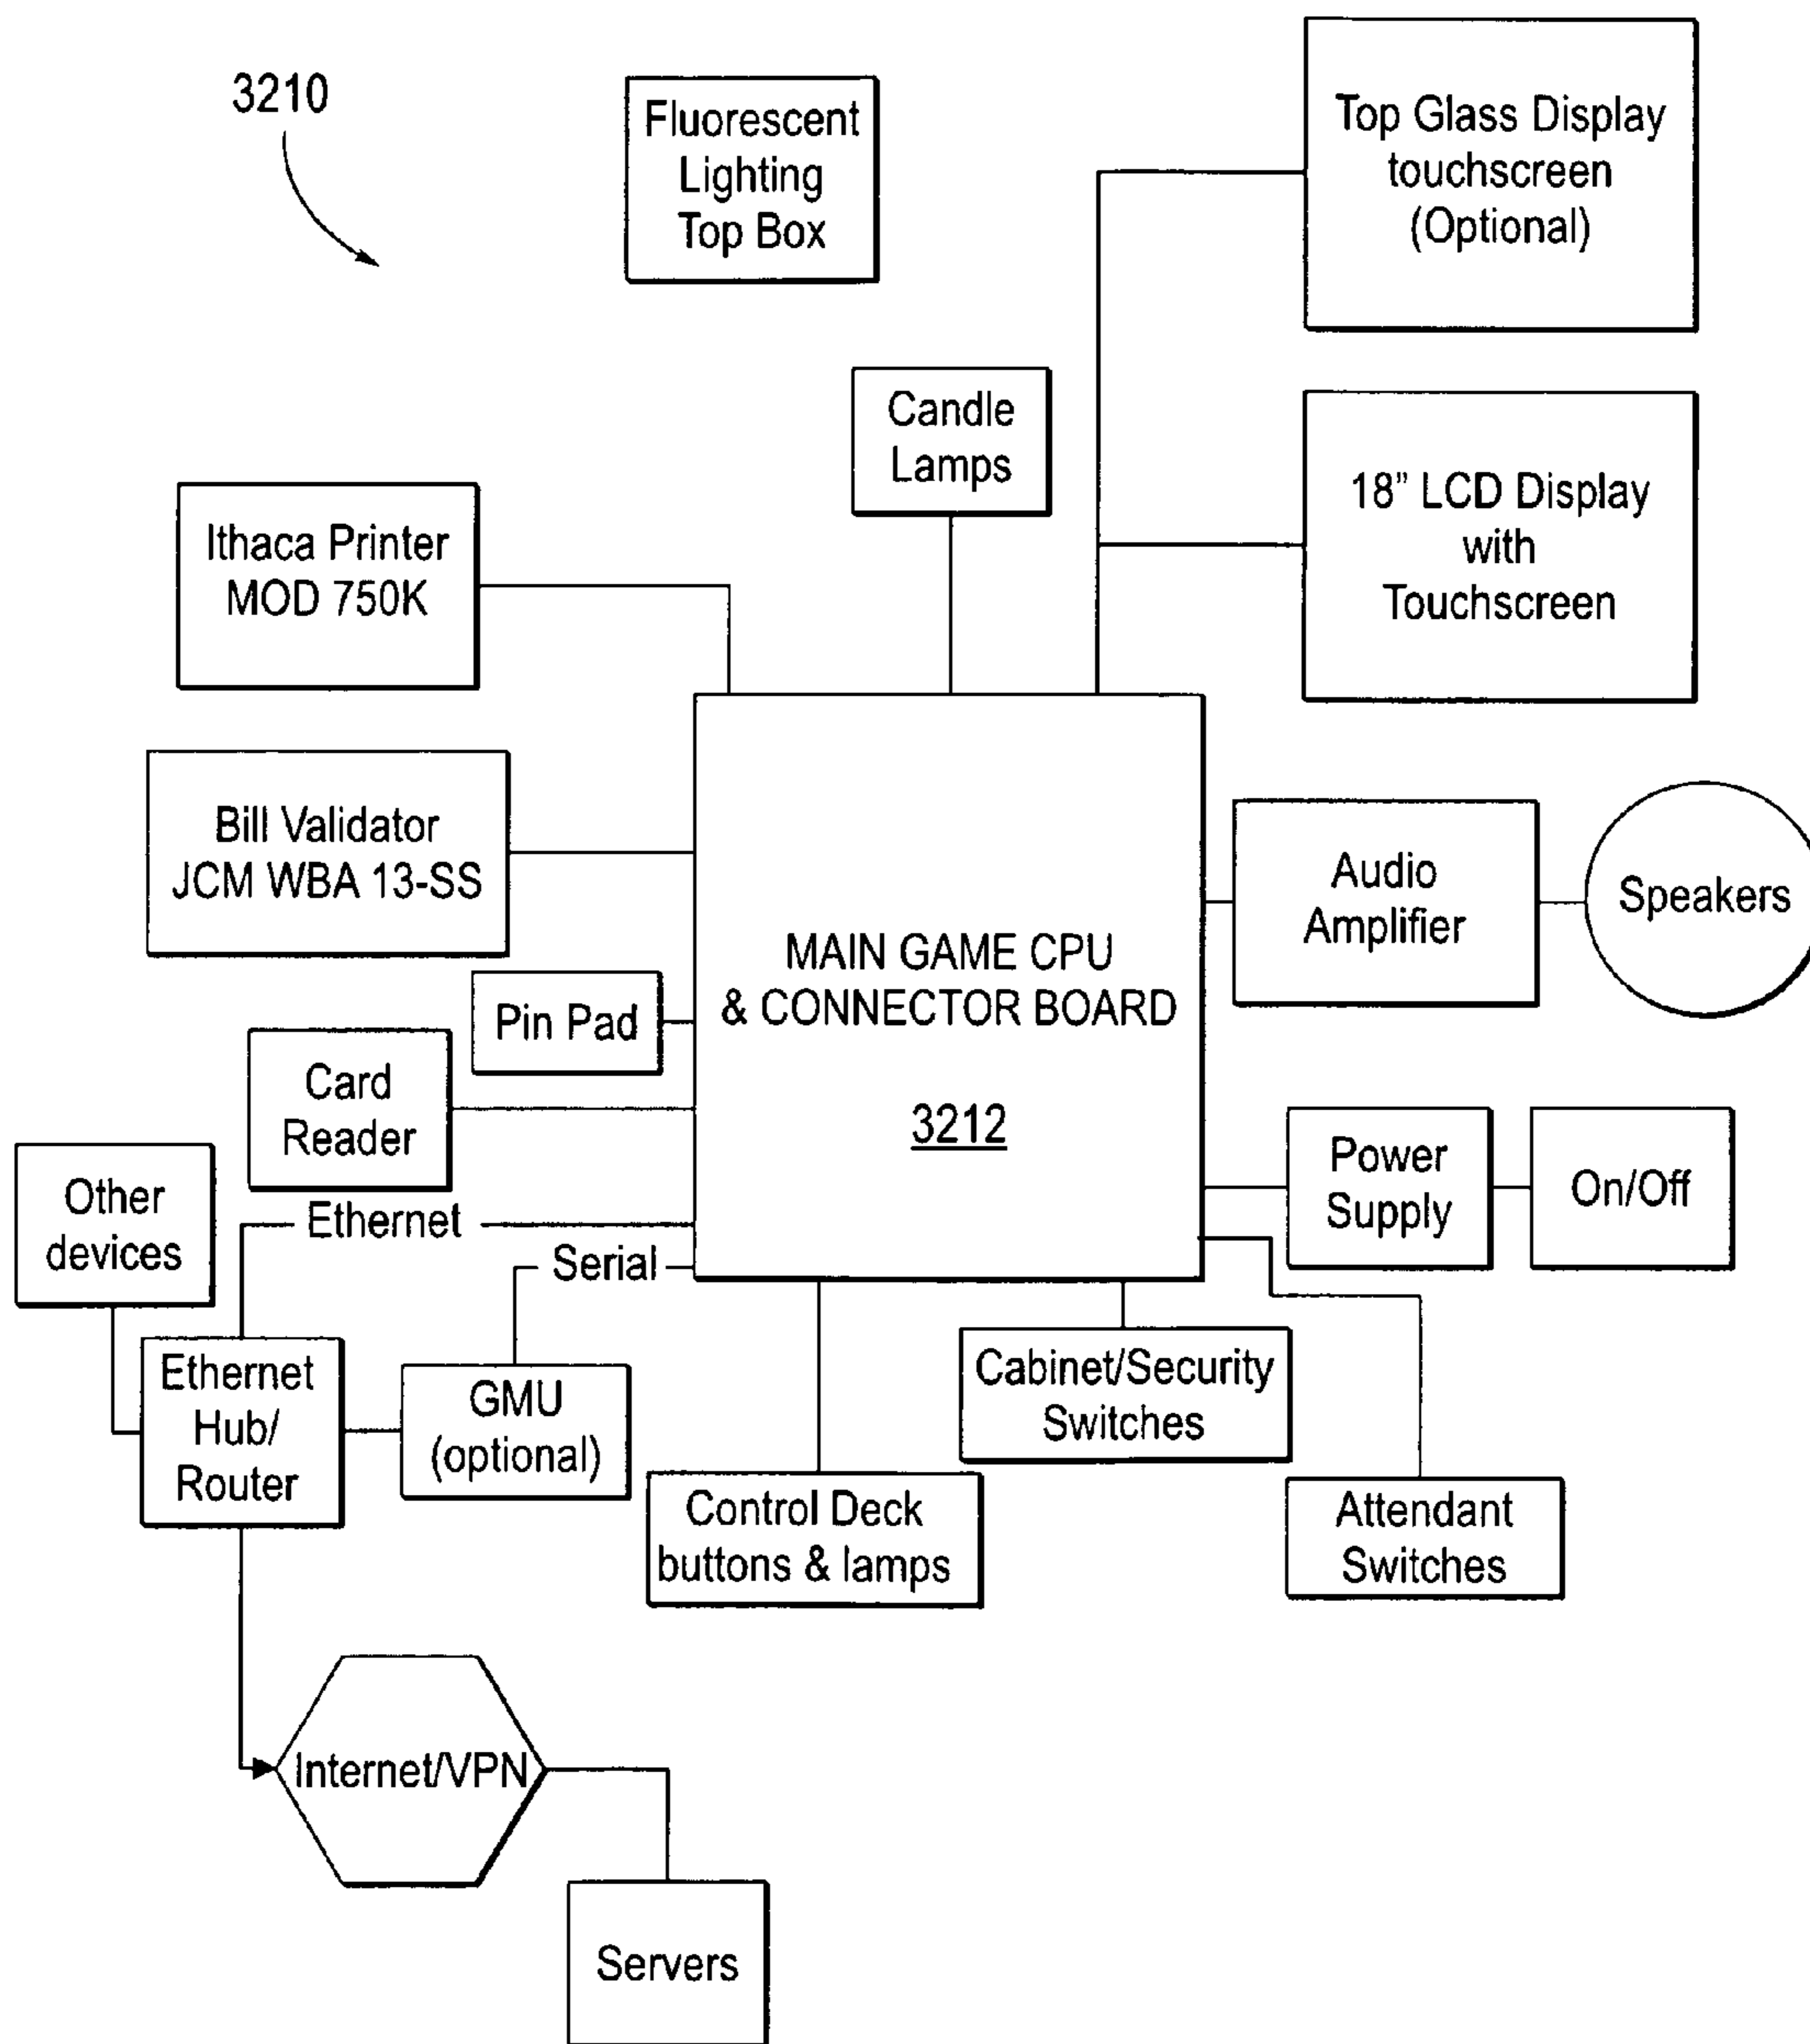 3210
Fluorescent
Lighting
Top Box
Top Glass Display
touchscreen
(Optional)
Candle
Lamps
18” LCD Display
with
Touchscreen
Ithaca Printer
MOD 750K
Bill Validator
JCM WBA 13-SS
MAIN GAME CPU
& CONNECTOR BOARD
3212
Audio
Amplifier
Speakers
Pin Pad
Card
Reader
Power
Supply
On/Off
Other
devices
Ethernet
Serial
Ethernet
Hub/
Router
GMU
(optional)
Cabinet/Security
Switches
Control Deck
buttons & lamps
Attendant
Switches
Internet/VPN
Servers